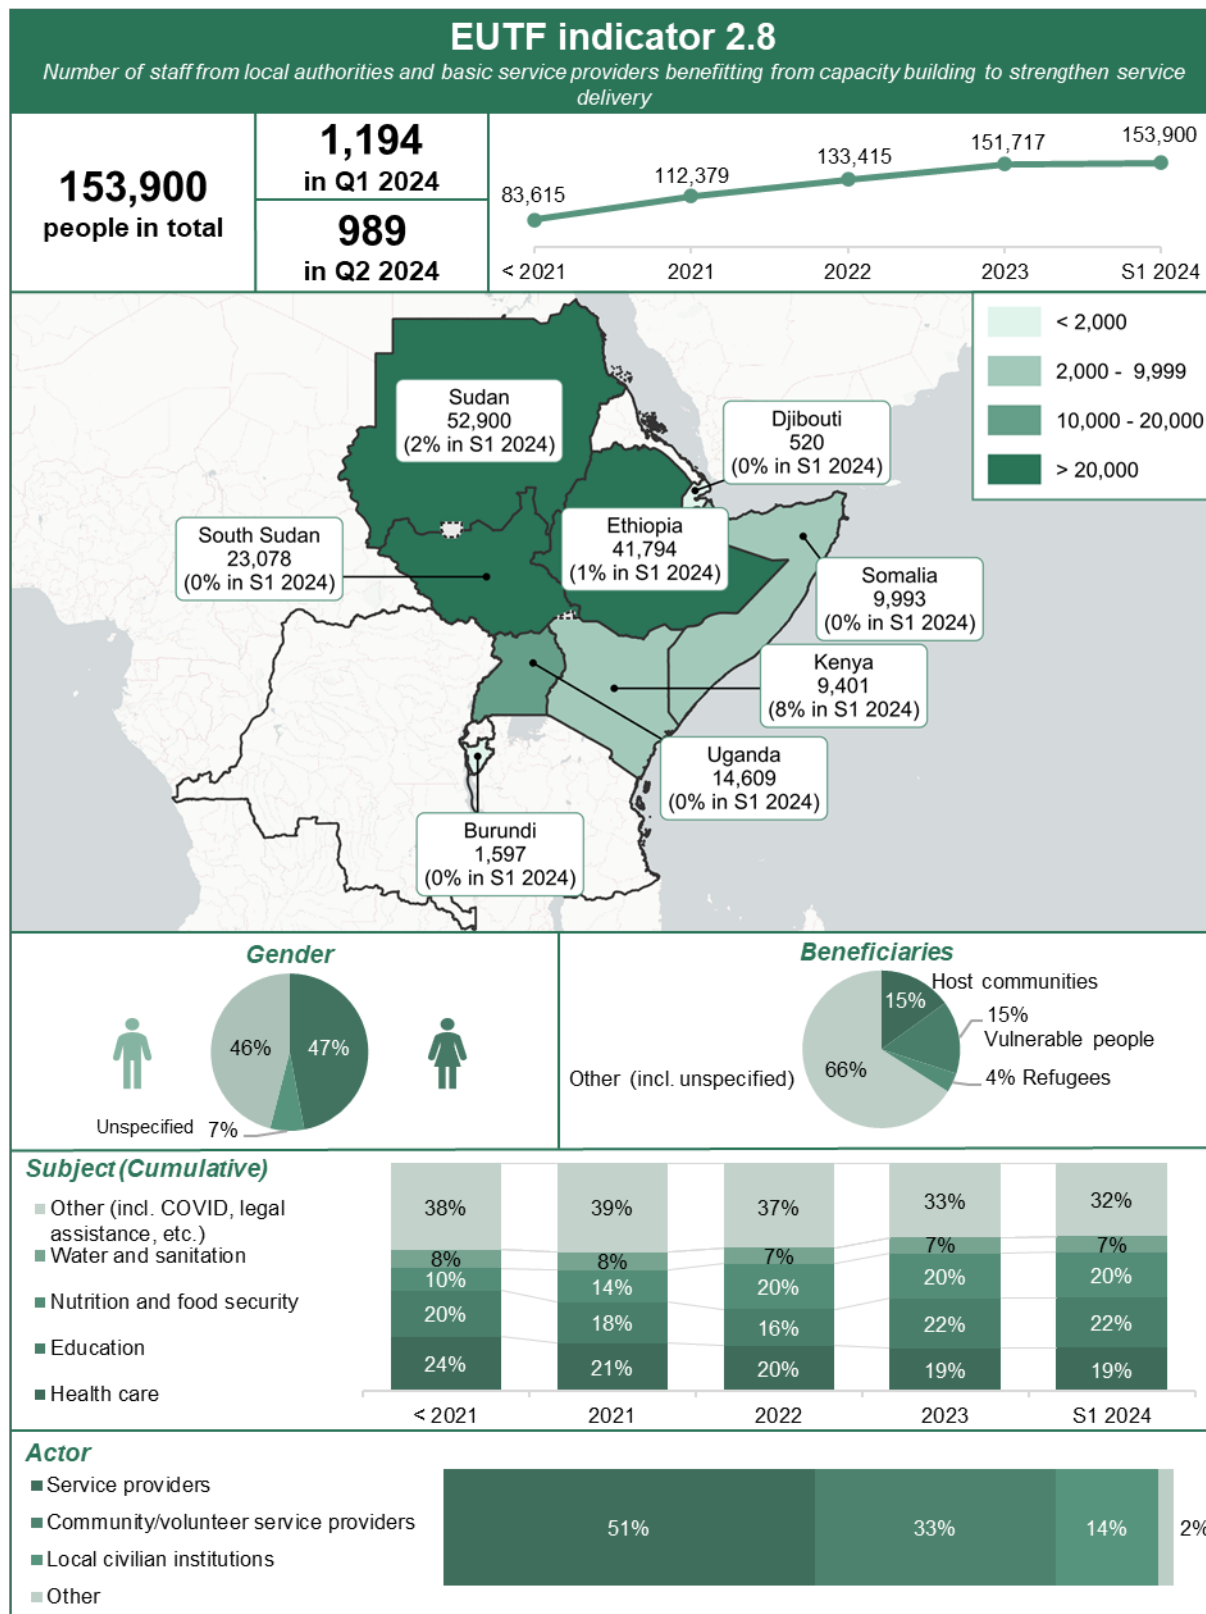 EUTF indicator 2.8
Number of staff from local authorities and basic service providers benefitting from capacity building to strengthen service
delivery
153,900
people in total
1,194
in Q1 2024
989
in Q2 2024
83,615
112,379
133,415
151,717
153,900
< 2021
2021
2022
2023
S1 2024
< 2,000
2,000 - 9,999
10,000 - 20,000
> 20,000
Sudan
52,900
(2% in S1 2024)
Djibouti
520
(0% in S1 2024)
South Sudan
23,078
(0% in S1 2024)
Ethiopia
41,794
(1% in S1 2024)
Somalia
9,993
(0% in S1 2024)
Kenya
9,401
(8% in S1 2024)
Uganda
14,609
(0% in S1 2024)
Burundi
1,597
(0% in S1 2024)
Gender
46%
47%
Unspecified 7%
Beneficiaries
15%
Host communities
15%
Vulnerable people
4% Refugees
66%
Other (incl. unspecified)
Subject (Cumulative)
Other (incl. COVID, legal
assistance, etc.)
Water and sanitation
Nutrition and food security
Education
Health care
38%
39%
37%
33%
32%
8%
8%
7%
7%
7%
10%
14%
20%
20%
20%
20%
18%
16%
22%
22%
24%
21%
20%
19%
19%
< 2021
2021
2022
2023
S1 2024
Actor
Service providers
Community/volunteer service providers
Local civilian institutions
Other
51%
33%
14%
2%